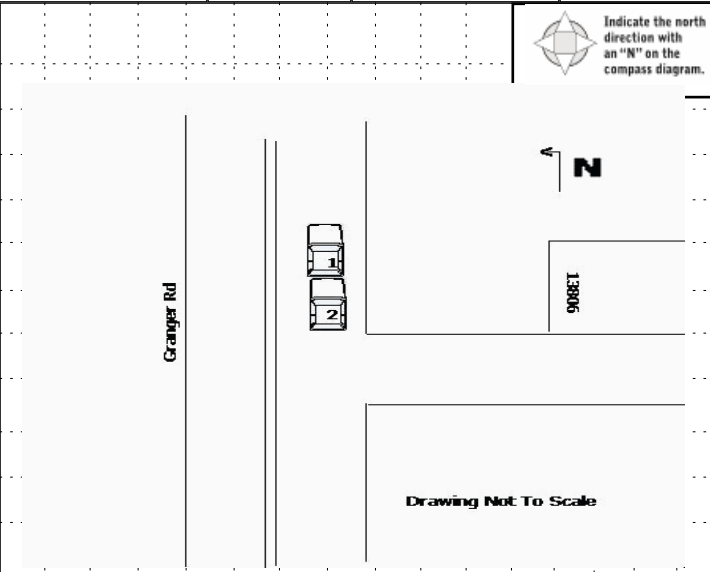 Indicate the north
direction with
an “N” on the
compass diagram.
N
13806
1
2
Granger Rd
Drawing Not To Scale